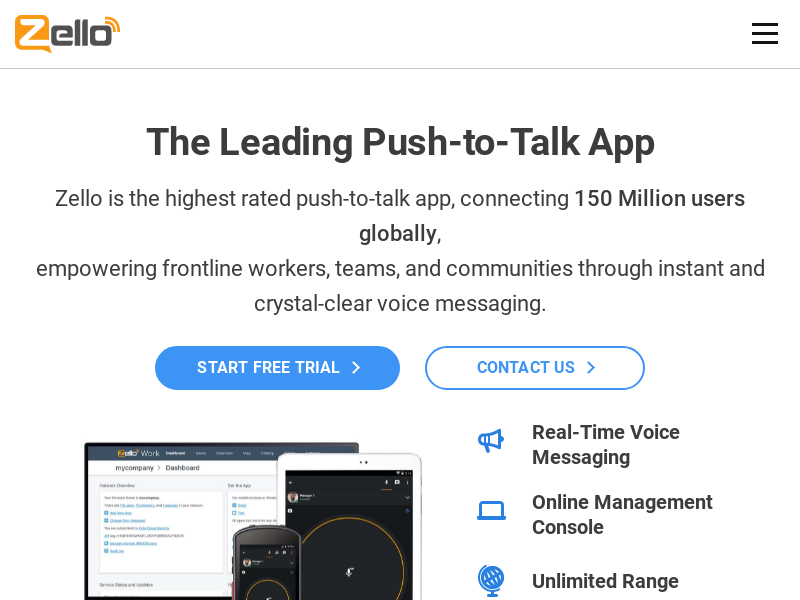 Zello
The Leading Push-to-Talk App
Zello is the highest rated push-to-talk app, connecting 150 Million users
globally,
empowering frontline workers, teams, and communities through instant and
crystal-clear voice messaging.
START FREE TRIAL
CONTACT US
Real-Time Voice
Messaging
Online Management
Console
Unlimited Range
Zello Work
Dashboard
mycompany > Dashboard
Network Overview
Get the App
Service Status and Updates